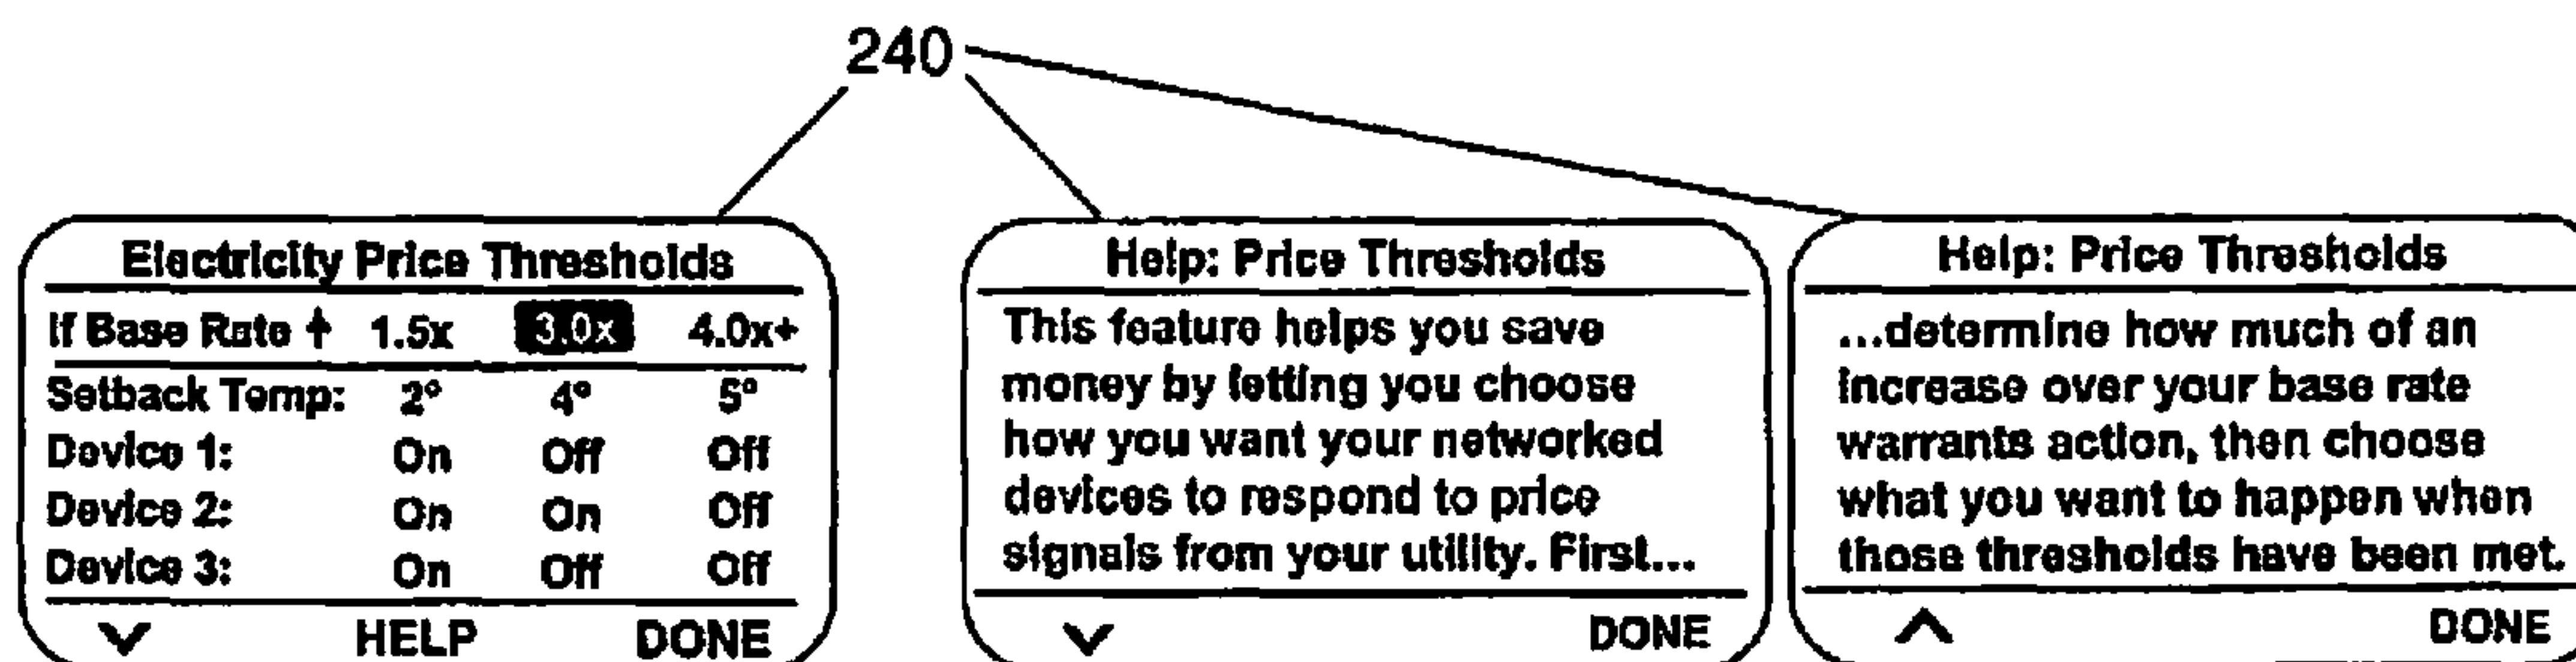 240
Electricity Price Thresholds
If Base Rate ↑ 1.5x 3.0x 4.0x+
Setback Temp: 2° 4° 5°
Device 1: On Off Off
Device 2: On On Off
Device 3: On Off Off
HELP DONE
Help: Price Thresholds
This feature helps you save
money by letting you choose
how you want your networked
devices to respond to price
signals from your utility. First...
DONE
Help: Price Thresholds
...determine how much of an
increase over your base rate
warrants action, then choose
what you want to happen when
those thresholds have been met.
DONE